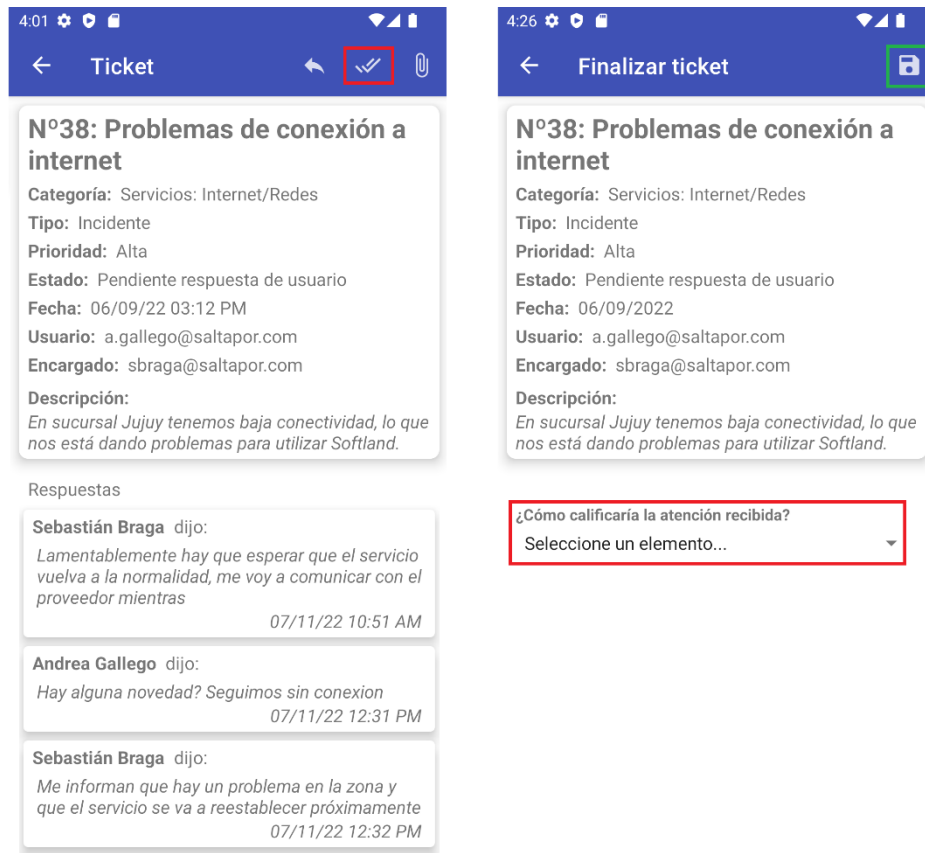 4:01
Ticket
Nº38: Problemas de conexión a
internet
Categoría: Servicios: Internet/Redes
Tipo: Incidente
Prioridad: Alta
Estado: Pendiente respuesta de usuario
Fecha: 06/09/22 03:12 PM
Usuario: a.gallego@saltapor.com
Encargado: sbraga@saltapor.com
Descripción:
En sucursal Jujuy tenemos baja conectividad, lo que
nos está dando problemas para utilizar Softland.
Respuestas
Sebastián Braga dijo:
Lamentablemente hay que esperar que el servicio
vuelva a la normalidad, me voy a comunicar con el
proveedor mientras
07/11/22 10:51 AM
Andrea Gallego dijo:
Hay alguna novedad? Seguimos sin conexion
07/11/22 12:31 PM
Sebastián Braga dijo:
Me informan que hay un problema en la zona y
que el servicio se va a reestablecer próximamente
07/11/22 12:32 PM
4:26
Finalizar ticket
Nº38: Problemas de conexión a
internet
Categoría: Servicios: Internet/Redes
Tipo: Incidente
Prioridad: Alta
Estado: Pendiente respuesta de usuario
Fecha: 06/09/2022
Usuario: a.gallego@saltapor.com
Encargado: sbraga@saltapor.com
Descripción:
En sucursal Jujuy tenemos baja conectividad, lo que
nos está dando problemas para utilizar Softland.
¿Cómo calificaría la atención recibida?
Seleccione un elemento...